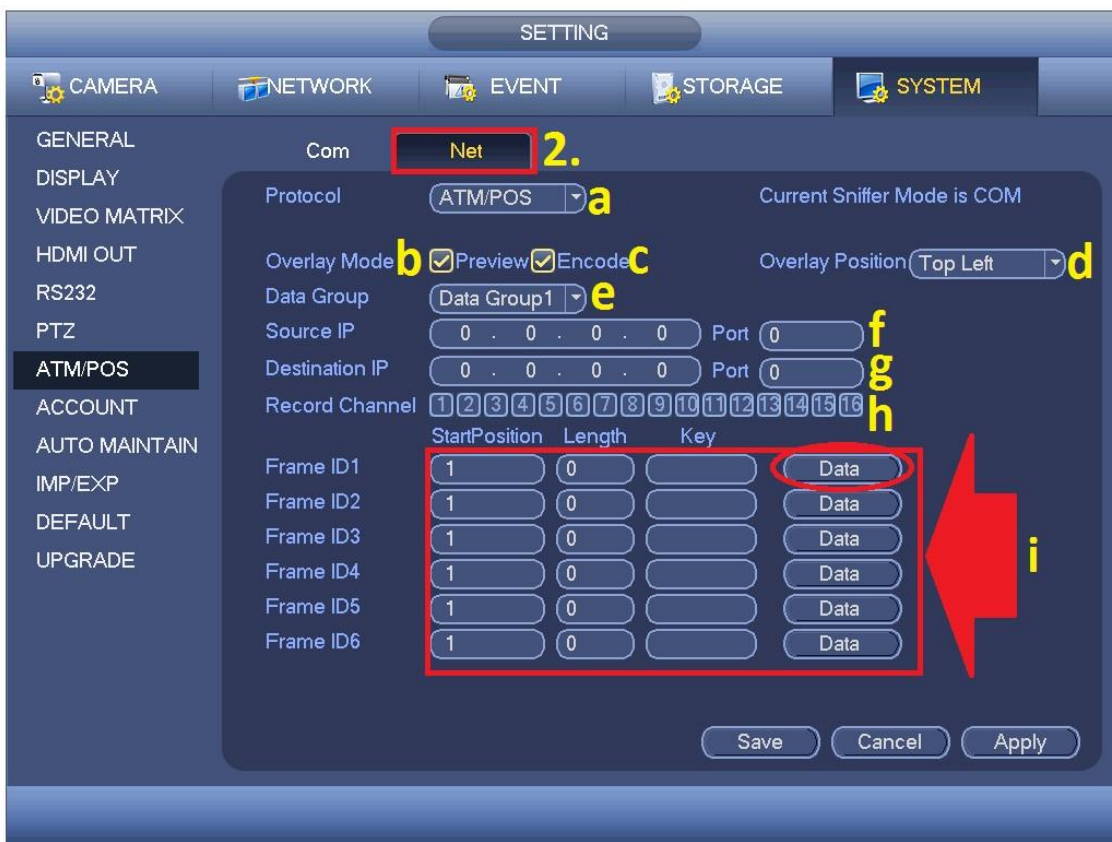 SETTING
CAMERA NETWORK EVENT STORAGE SYSTEM
GENERAL
DISPLAY
VIDEO MATRIX
HDMI OUT
RS232
PTZ
ATM/POS
ACCOUNT
AUTO MAINTAIN
IMP/EXP
DEFAULT
UPGRADE
Com Net 2.
Protocol ATM/POS a Current Sniffer Mode is COM
Overlay Mode b Preview Encode c Overlay Position Top Left d
Data Group Data Group1 e
Source IP 0 . 0 . 0 . 0 Port 0 f
Destination IP 0 . 0 . 0 . 0 Port 0 g
Record Channel 1 2 3 4 5 6 7 8 9 10 11 12 13 14 15 16 h
StartPosition Length Key
Frame ID1 1 0 Data
Frame ID2 1 0 Data
Frame ID3 1 0 Data
Frame ID4 1 0 Data
Frame ID5 1 0 Data
Frame ID6 1 0 Data
i
Save Cancel Apply